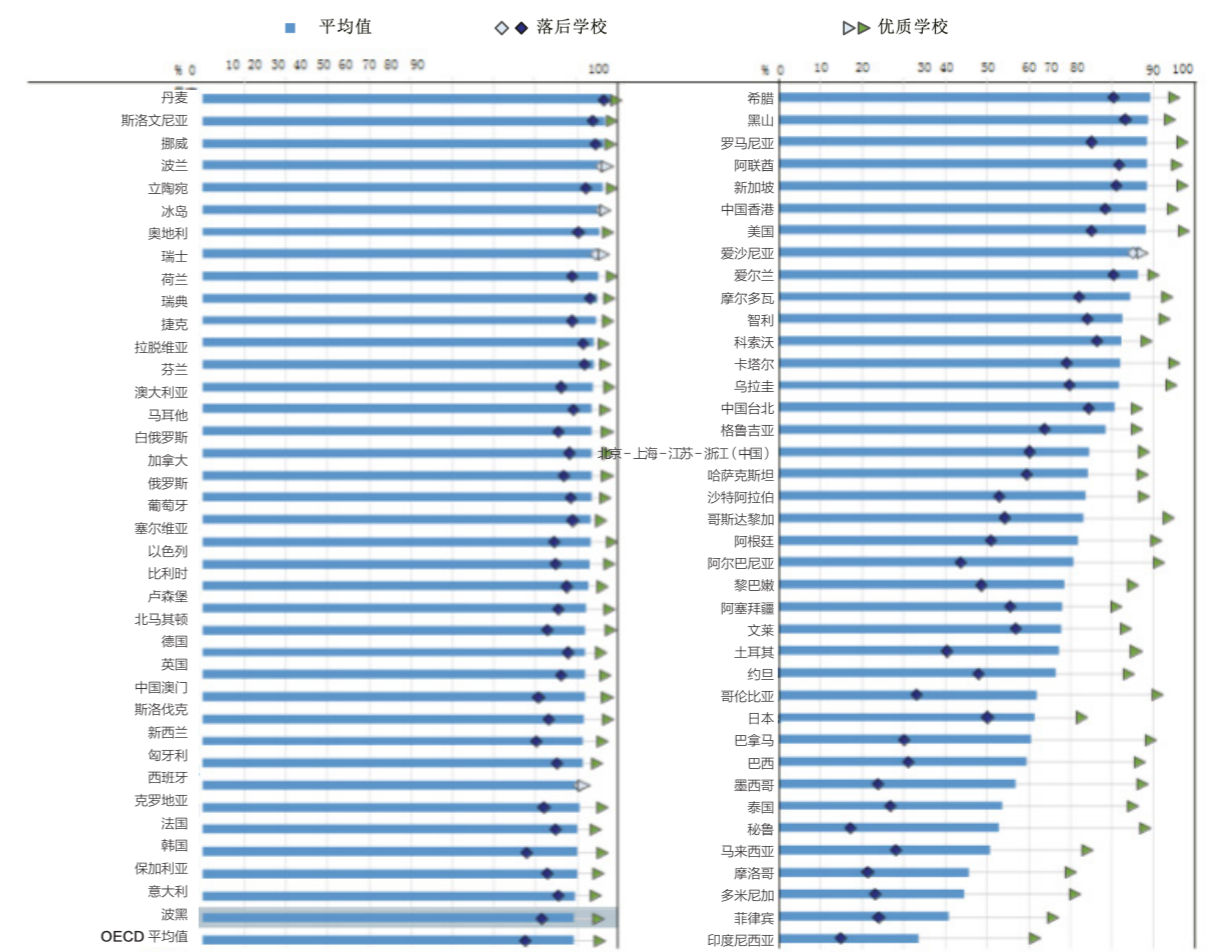 平均值 落后学校 优质学校
% 0 10 20 30 40 50 60 70 80 90 100
丹麦
斯洛文尼亚
挪威
波兰
立陶宛
冰岛
奥地利
瑞士
荷兰
瑞典
捷克
拉脱维亚
芬兰
澳大利亚
马耳他
白俄罗斯
加拿大
俄罗斯
葡萄牙
塞尔维亚
以色列
比利时
卢森堡
北马其顿
德国
英国
中国澳门
斯洛伐克
新西兰
匈牙利
西班牙
克罗地亚
法国
韩国
保加利亚
意大利
波黑
OECD 平均值
% 0 10 20 30 40 50 60 70 80 90 100
希腊
黑山
罗马尼亚
阿联酋
新加坡
中国香港
美国
爱沙尼亚
爱尔兰
摩尔多瓦
智利
科索沃
卡塔尔
乌拉圭
中国台北
格鲁吉亚
北京－上海－江苏－浙江（中国）
哈萨克斯坦
沙特阿拉伯
哥斯达黎加
阿根廷
阿尔巴尼亚
黎巴嫩
阿塞拜疆
文莱
土耳其
约旦
哥伦比亚
日本
巴拿马
巴西
墨西哥
泰国
秘鲁
马来西亚
摩洛哥
多米尼加
菲律宾
印度尼西亚